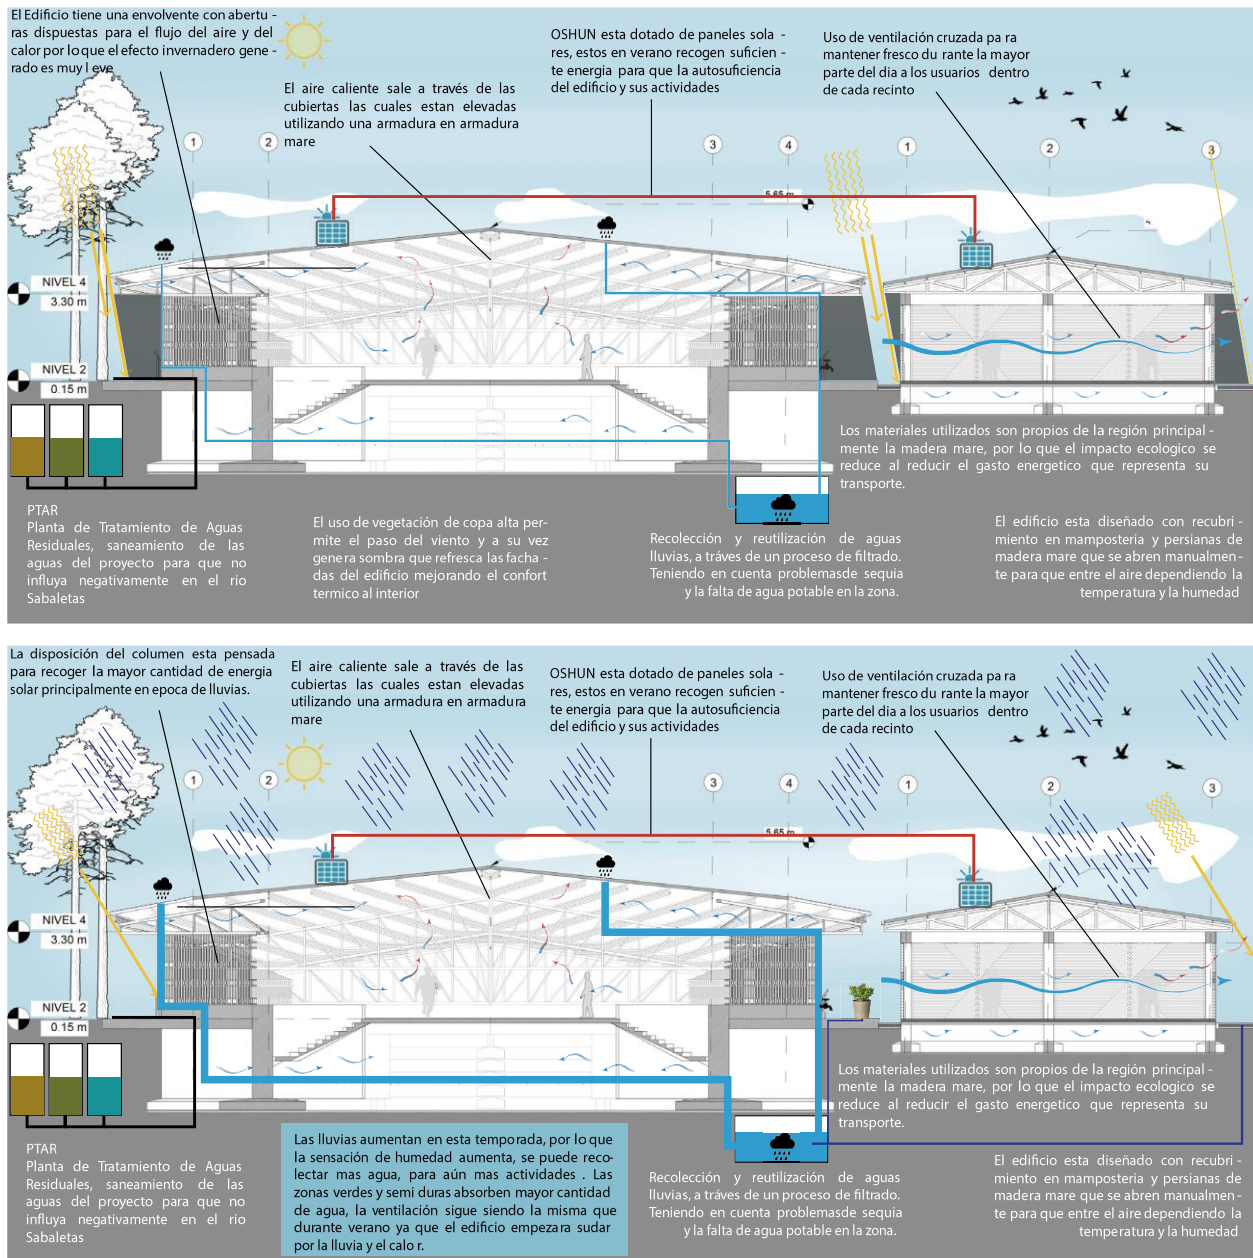 El Edificio tiene una envolvente con abertu -
ras dispuestas para el flujo del aire y del
calor por lo que el efecto invernadero gene -
rado es muy l eve
El aire caliente sale a través de las
cubiertas las cuales estan elevadas
utilizando una armadura en armadura
mare
OSHUN esta dotado de paneles sola -
res, estos en verano recogen suficien -
te energia para que la autosuficiencia
del edificio y sus actividades
Uso de ventilación cruzada pa ra
mantener fresco du rante la mayor
parte del dia a los usuarios dentro
de cada recinto
1
2
3
4
1
2
3
5.65 m
NIVEL 4
3.30 m
NIVEL 2
0.15 m
Los materiales utilizados son propios de la región principal -
mente la madera mare, por lo que el impacto ecologico se
reduce al reducir el gasto energetico que representa su
transporte.
PTAR
Planta de Tratamiento de Aguas
Residuales, saneamiento de las
aguas del proyecto para que no
influya negativamente en el rio
Sabaletas
El uso de vegetación de copa alta per-
mite el paso del viento y a su vez
genera sombra que refresca las facha -
das del edificio mejorando el confort
termico al interior
Recolección y reutilización de aguas
lluvias, a tráves de un proceso de filtrado.
Teniendo en cuenta problemasde sequia
y la falta de agua potable en la zona.
El edificio esta diseñado con recubri -
miento en mamposteria y persianas de
madera mare que se abren manualmen -
te para que entre el aire dependiendo la
temperatura y la humedad
La disposición del columen esta pensada
para recoger la mayor cantidad de energia
solar principalmente en epoca de lluvias.
El aire caliente sale a través de las
cubiertas las cuales estan elevadas
utilizando una armadura en armadura
mare
OSHUN esta dotado de paneles sola -
res, estos en verano recogen suficien -
te energia para que la autosuficiencia
del edificio y sus actividades
Uso de ventilación cruzada pa ra
mantener fresco du rante la mayor
parte del dia a los usuarios dentro
de cada recinto
1
2
3
4
1
2
3
5.65 m
NIVEL 4
3.30 m
NIVEL 2
0.15 m
Los materiales utilizados son propios de la región principal -
mente la madera mare, por lo que el impacto ecologico se
reduce al reducir el gasto energetico que representa su
transporte.
PTAR
Planta de Tratamiento de Aguas
Residuales, saneamiento de las
aguas del proyecto para que no
influya negativamente en el rio
Sabaletas
Las lluvias aumentan en esta temporada, por lo que
la sensación de humedad aumenta, se puede reco-
lectar mas agua, para aún mas actividades . Las
zonas verdes y semi duras absorben mayor cantidad
de agua, la ventilación sigue siendo la misma que
durante verano ya que el edificio empezara sudar
por la lluvia y el calo r.
Recolección y reutilización de aguas
lluvias, a tráves de un proceso de filtrado.
Teniendo en cuenta problemasde sequia
y la falta de agua potable en la zona.
El edificio esta diseñado con recubri -
miento en mamposteria y persianas de
madera mare que se abren manualmen -
te para que entre el aire dependiendo la
temperatura y la humedad